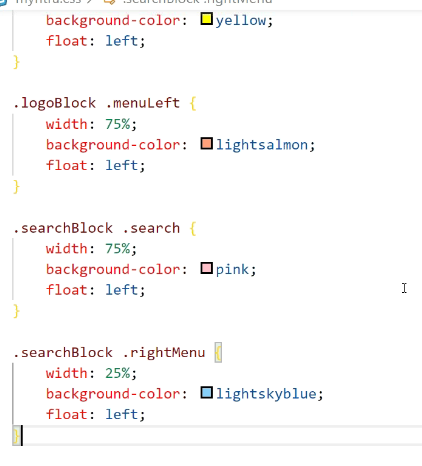 myntra.css > .searchBlock .rightMenu
    background-color: yellow;
    float: left;
}
.logoBlock .menuLeft {
    width: 75%;
    background-color: lightsalmon;
    float: left;
}
.searchBlock .search {
    width: 75%;
    background-color: pink;
    float: left;
}
.searchBlock .rightMenu {
    width: 25%;
    background-color: lightskyblue;
    float: left;
}